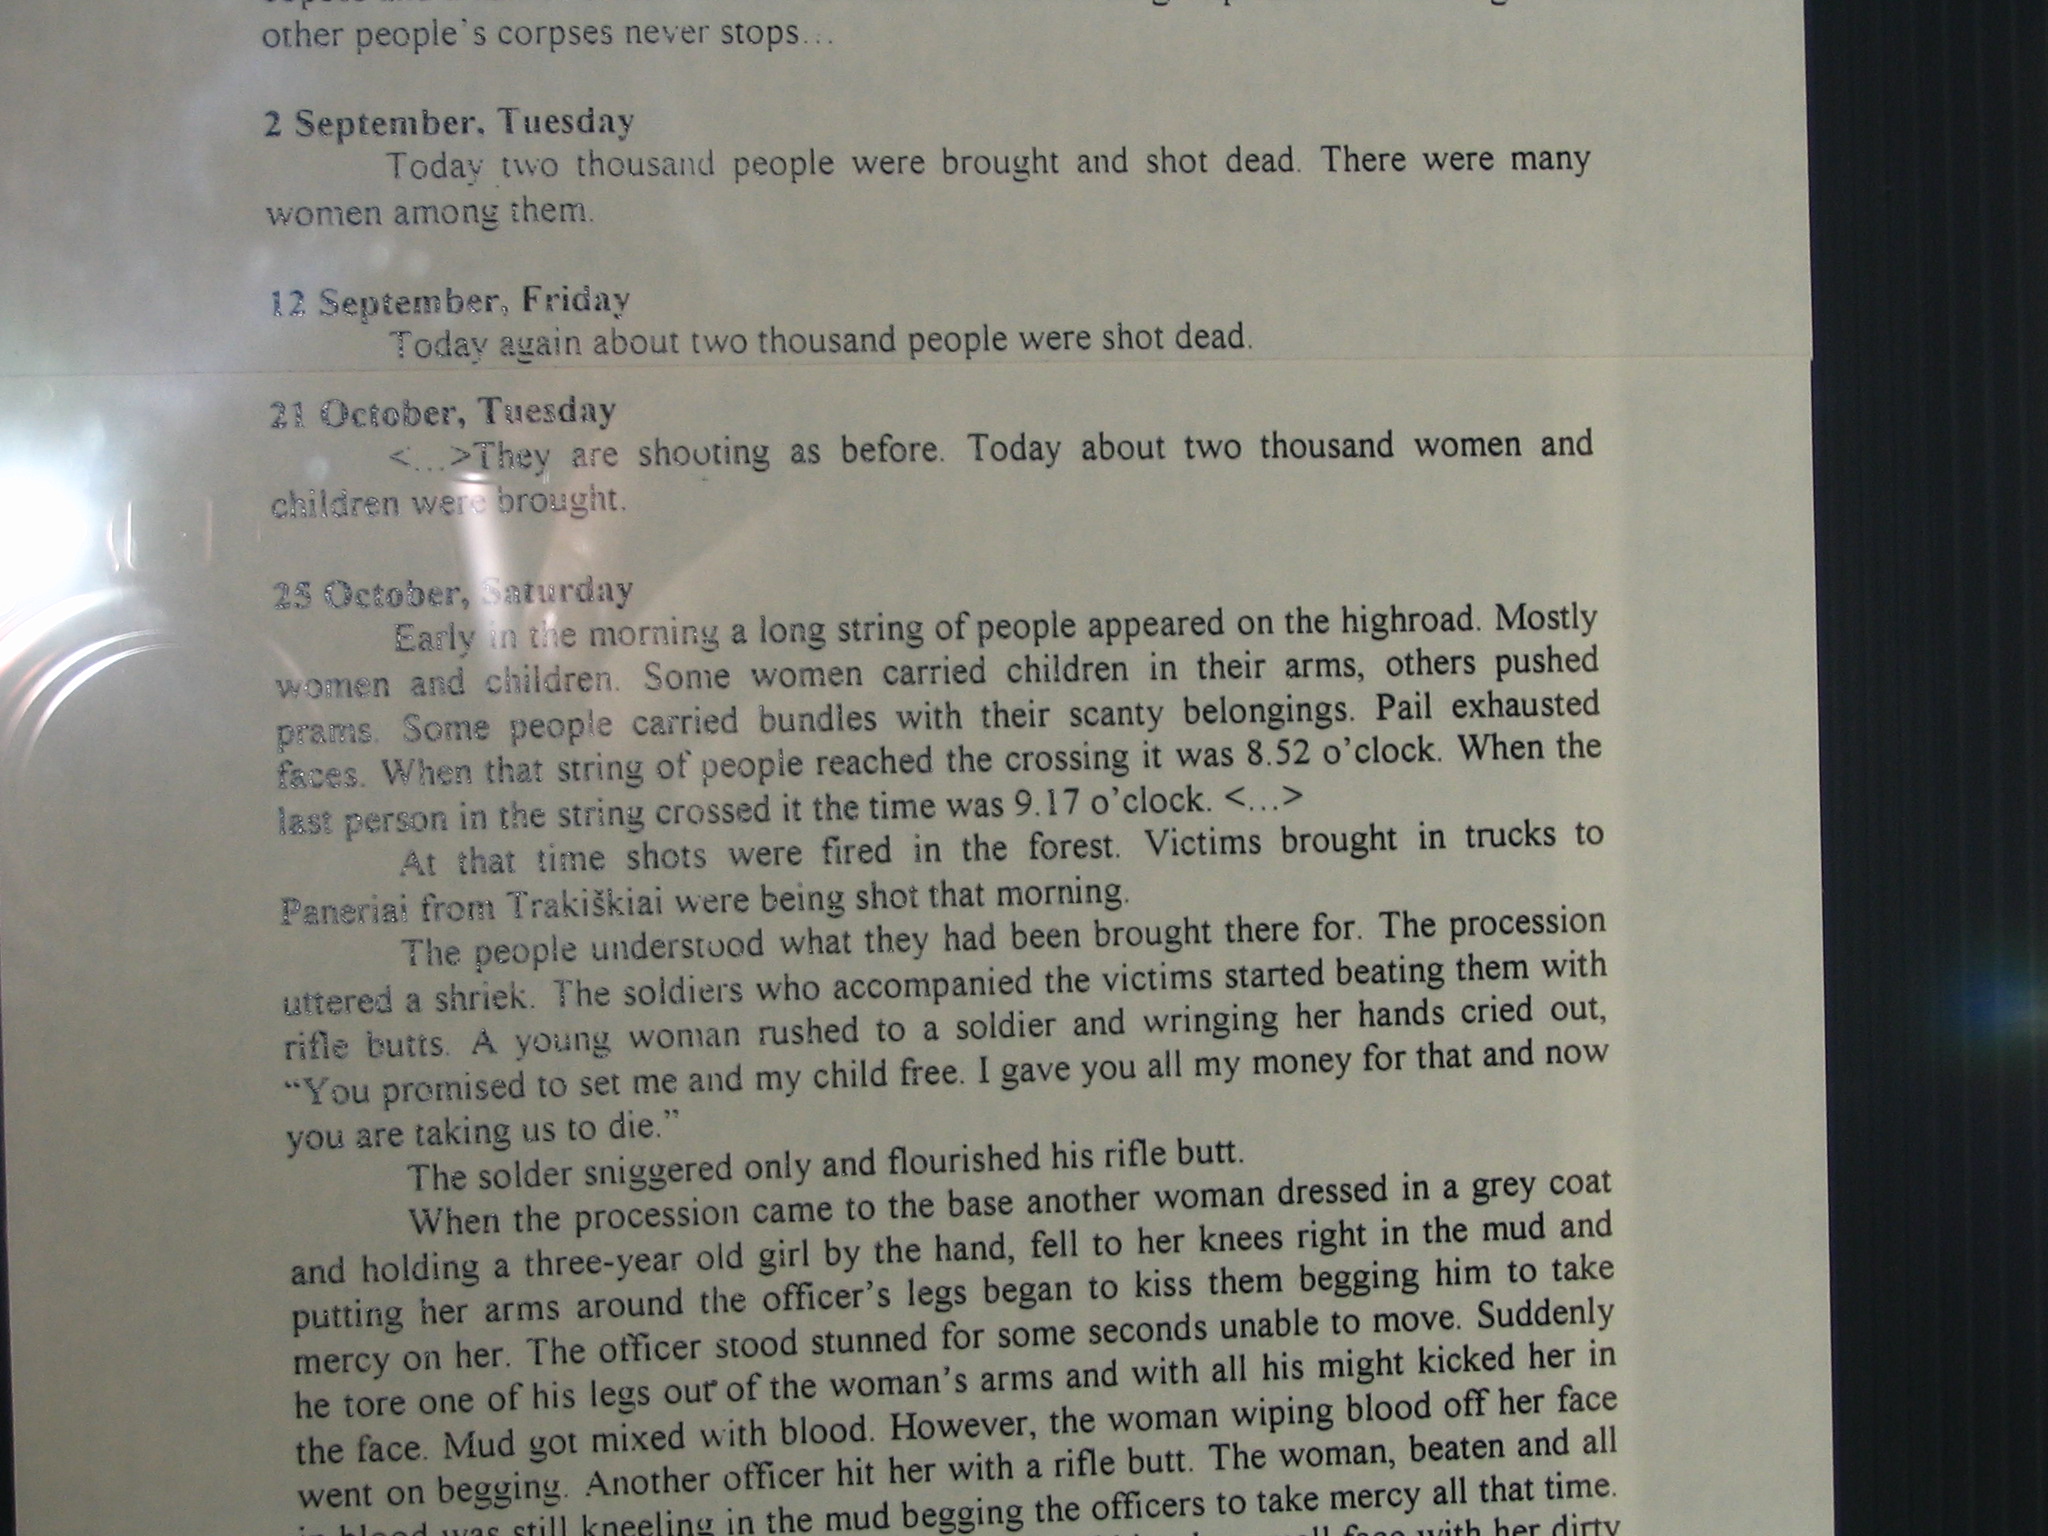 other people's corpses never stops...
2 September, Tuesday
Today two thousand people were brought and shot dead. There were many
women among them.
12 September, Friday
Today again about two thousand people were shot dead.
21 October, Tuesday
<...>They are shooting as before. Today about two thousand women and
children were brought.
25 October, Saturday
Early in the morning a long string of people appeared on the highroad. Mostly
women and children. Some women carried children in their arms, others pushed
prams. Some people carried bundles with their scanty belongings. Pail exhausted
faces. When that string of people reached the crossing it was 8.52 o'clock. When the
last person in the string crossed it the time was 9.17 o'clock. <...>
At that time shots were fired in the forest. Victims brought in trucks to
Paneriai from Trakiškiai were being shot that morning.
The people understood what they had been brought there for. The procession
uttered a shriek. The soldiers who accompanied the victims started beating them with
rifle butts. A young woman rushed to a soldier and wringing her hands cried out,
“You promised to set me and my child free. I gave you all my money for that and now
you are taking us to die.”
The solder sniggered only and flourished his rifle butt.
When the procession came to the base another woman dressed in a grey coat
and holding a three-year old girl by the hand, fell to her knees right in the mud and
putting her arms around the officer's legs began to kiss them begging him to take
mercy on her. The officer stood stunned for some seconds unable to move. Suddenly
he tore one of his legs out of the woman's arms and with all his might kicked her in
the face. Mud got mixed with blood. However, the woman wiping blood off her face
went on begging. Another officer hit her with a rifle butt. The woman, beaten and all
in blood was still kneeling in the mud begging the officers to take mercy all that time.
face with her dirty